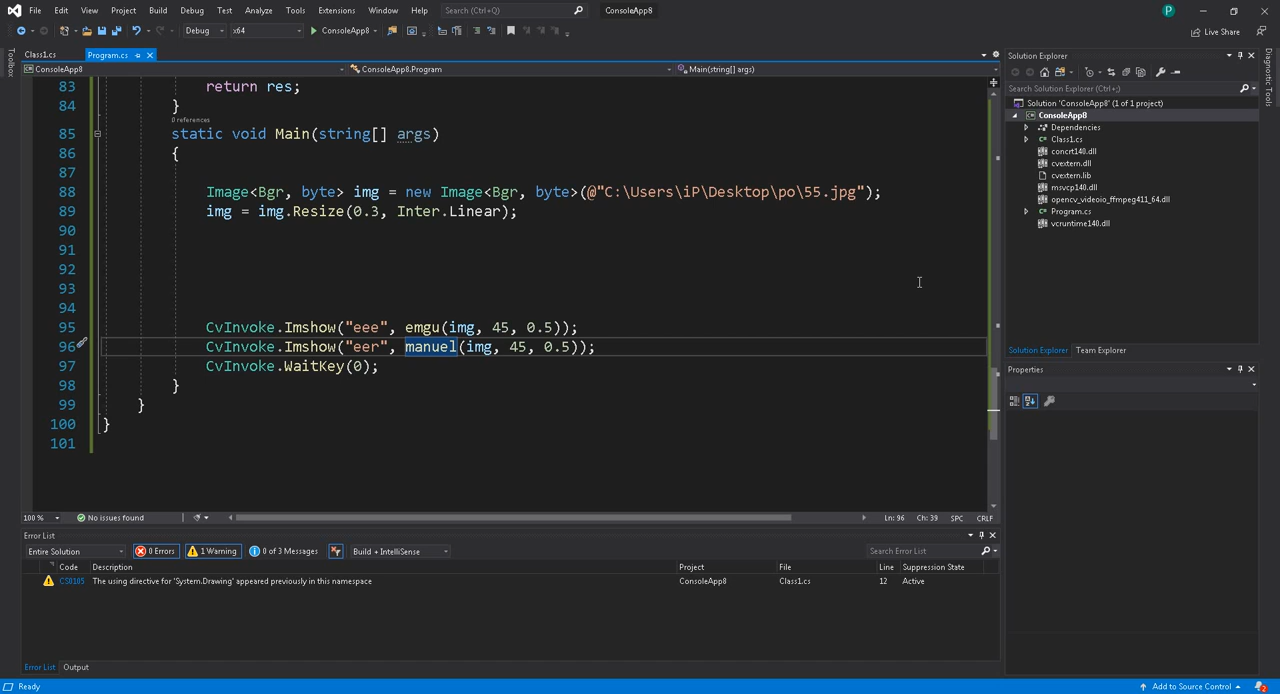 File Edit View Project Build Debug Test Analyze Tools Extensions Window Help Search (Ctrl+Q) ConsoleApp8 P
Debug x64 ConsoleApp8 Live Share
Toolbox
Class1.cs Program.cs
ConsoleApp8 ConsoleApp8.Program Main(string[] args)
83 return res;
84 }
0 references
85 static void Main(string[] args)
86 {
87
88 Image<Bgr, byte> img = new Image<Bgr, byte>(@"C:\Users\iP\Desktop\po\55.jpg");
89 img = img.Resize(0.3, Inter.Linear);
90
91
92
93
94
95 CvInvoke.Imshow("eee", emgu(img, 45, 0.5));
96 CvInvoke.Imshow("eer", manuel(img, 45, 0.5));
97 CvInvoke.WaitKey(0);
98 }
99 }
100 }
101
100 % No issues found Ln: 96 Ch: 39 SPC CRLF
Error List
Entire Solution 0 Errors 1 Warning 0 of 3 Messages Build + IntelliSense Search Error List
Code Description Project File Line Suppression State
CS0105 The using directive for 'System.Drawing' appeared previously in this namespace ConsoleApp8 Class1.cs 12 Active
Error List Output
Solution Explorer
Search Solution Explorer (Ctrl+;)
Solution 'ConsoleApp8' (1 of 1 project)
ConsoleApp8
Dependencies
Class1.cs
concrt140.dll
cvextern.dll
cvextern.lib
msvcp140.dll
opencv_videoio_ffmpeg411_64.dll
Program.cs
vcruntime140.dll
Solution Explorer Team Explorer
Properties
Diagnostic Tools
Ready Add to Source Control 2